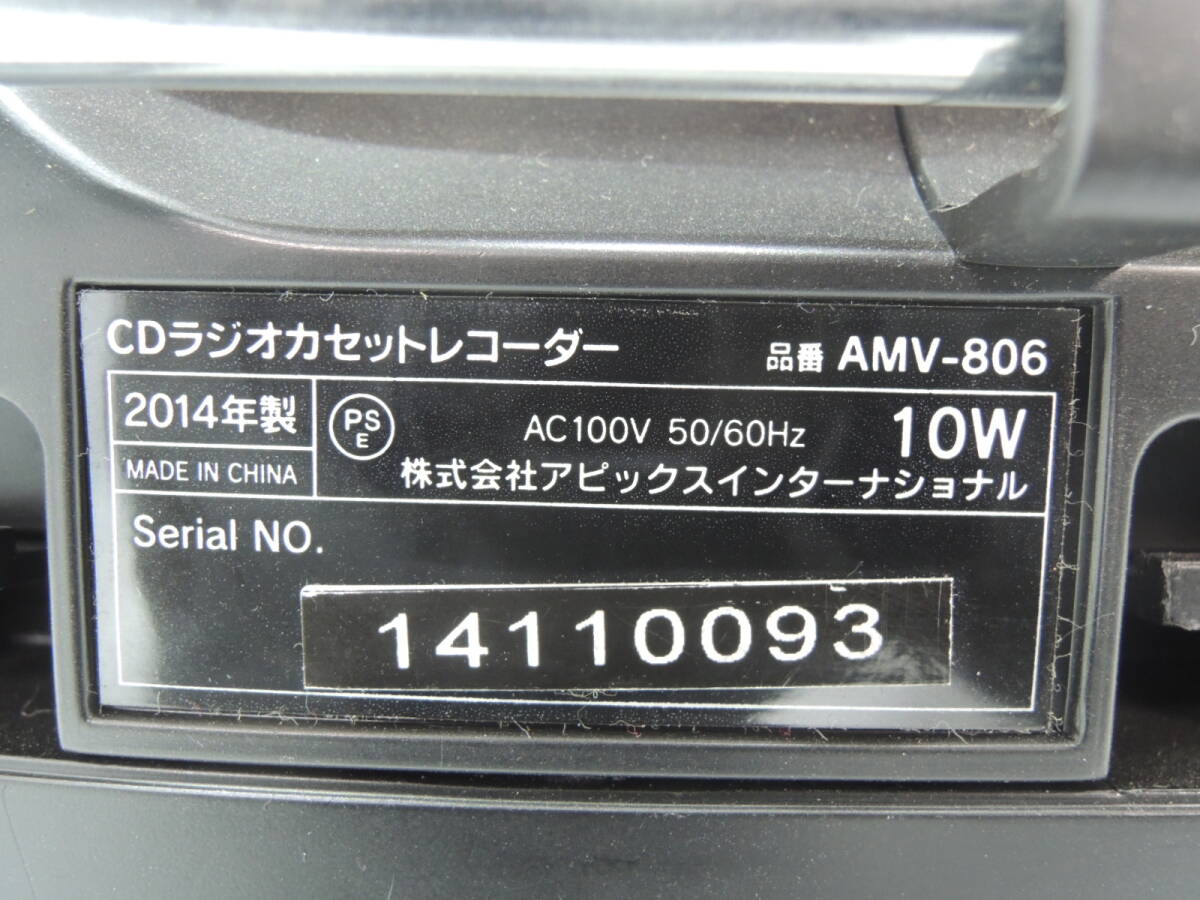 CDラジオカセットレコーダー 品番 AMV-806
2014年製
MADE IN CHINA
PS
E
AC100V 50/60Hz 10W
株式会社アピックスインターナショナル
Serial NO.
14110093